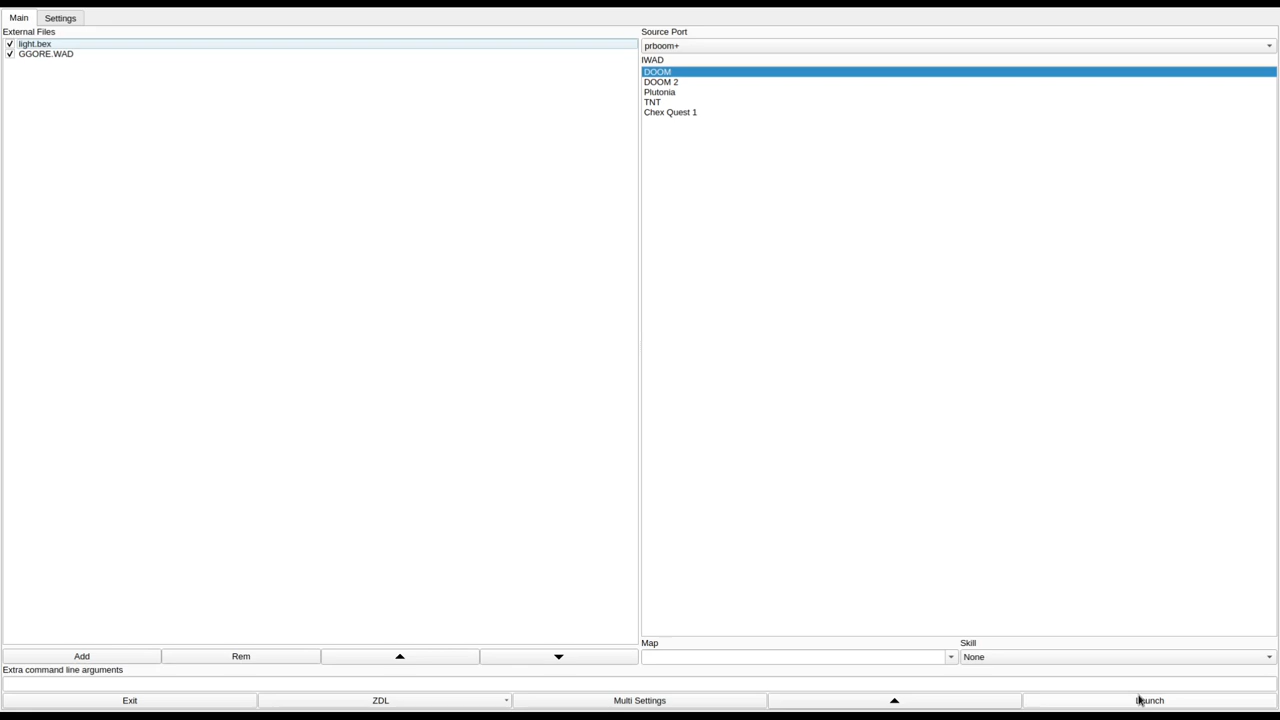 Main Settings
External Files
light.bex
GGORE.WAD
Source Port
prboom+
IWAD
DOOM
DOOM 2
Plutonia
TNT
Chex Quest 1
Map
Skill
None
Add Rem
Extra command line arguments
Exit ZDL Multi Settings